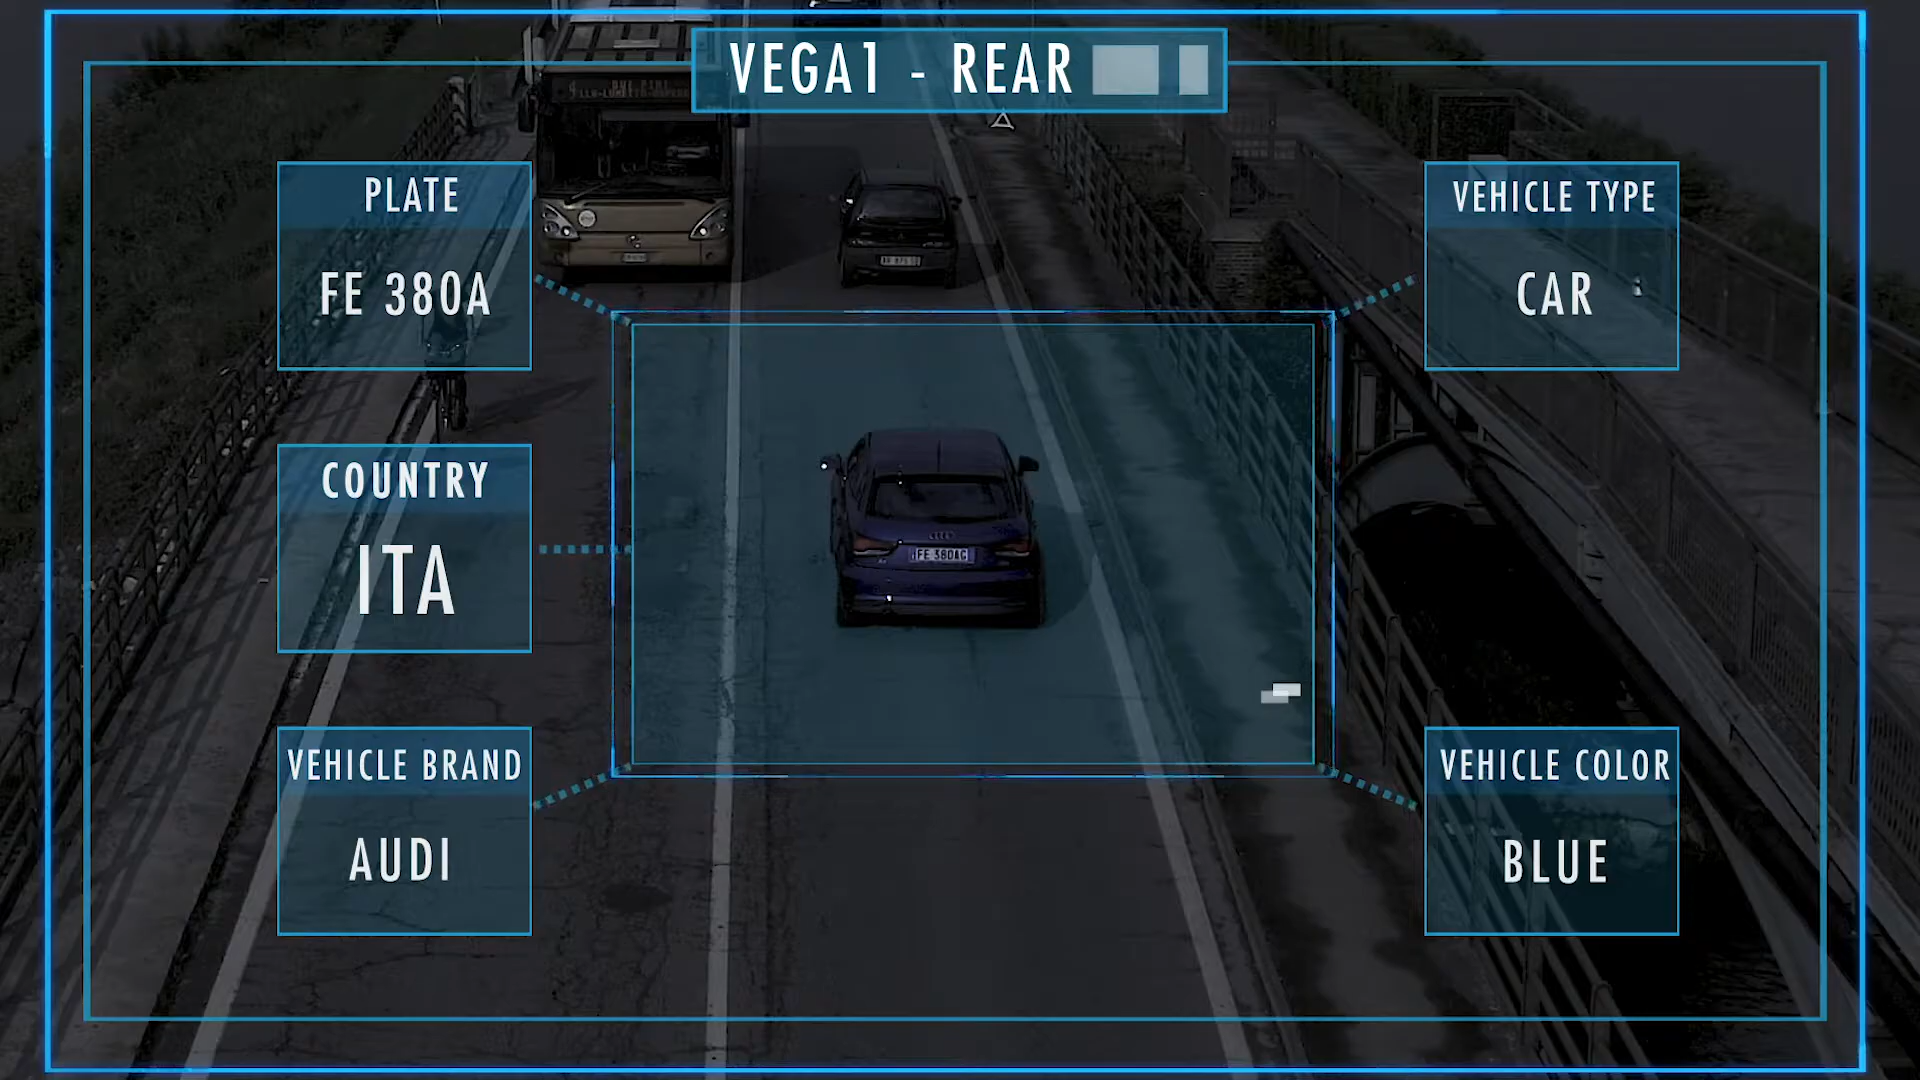 VEGA1 - REAR
PLATE
FE 380A
VEHICLE TYPE
CAR
COUNTRY
ITA
FE 380AG
VEHICLE BRAND
AUDI
VEHICLE COLOR
BLUE